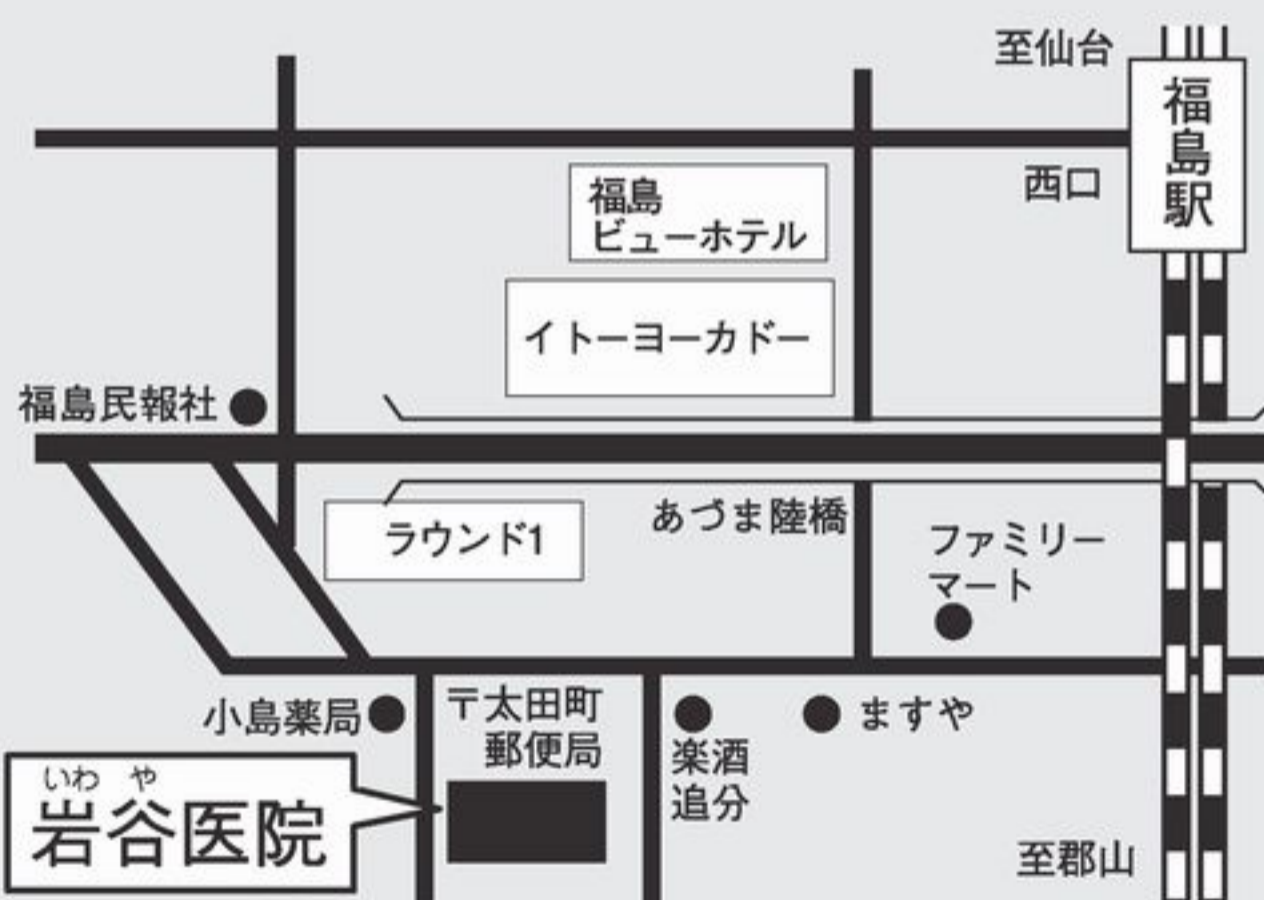 至仙台
福島駅
西口
福島
ビューホテル
イトーヨーカドー
福島民報社
ラウンド1
あづま陸橋
ファミリー
マート
小島薬局
〒太田町
郵便局
ますや
楽酒
追分
いわ や
岩谷医院
至郡山